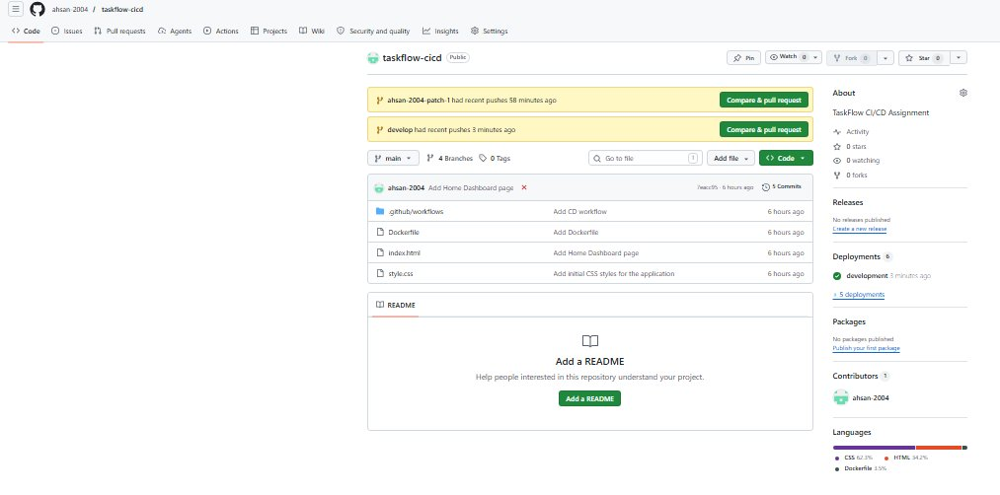 ahsan-2004 / taskflow-cicd
Code Issues Pull requests Agents Actions Projects Wiki Security and quality Insights Settings
taskflow-cicd Public
Pin Watch 0 Fork 0 Star 0
ahsan-2004-patch-1 had recent pushes 58 minutes ago
Compare & pull request
develop had recent pushes 3 minutes ago
Compare & pull request
main 4 Branches 0 Tags Go to file / Add file Code
ahsan-2004 Add Home Dashboard page 7eacc95 · 6 hours ago 5 Commits
.github/workflows Add CD workflow 6 hours ago
Dockerfile Add Dockerfile 6 hours ago
index.html Add Home Dashboard page 6 hours ago
style.css Add initial CSS styles for the application 6 hours ago
README
Add a README
Help people interested in this repository understand your project.
Add a README
About
TaskFlow CI/CD Assignment
Activity
0 stars
0 watching
0 forks
Releases
No releases published
Create a new release
Deployments 6
development 3 minutes ago
+ 5 deployments
Packages
No packages published
Publish your first package
Contributors 1
ahsan-2004
Languages
CSS 62.3% HTML 34.2%
Dockerfile 3.5%